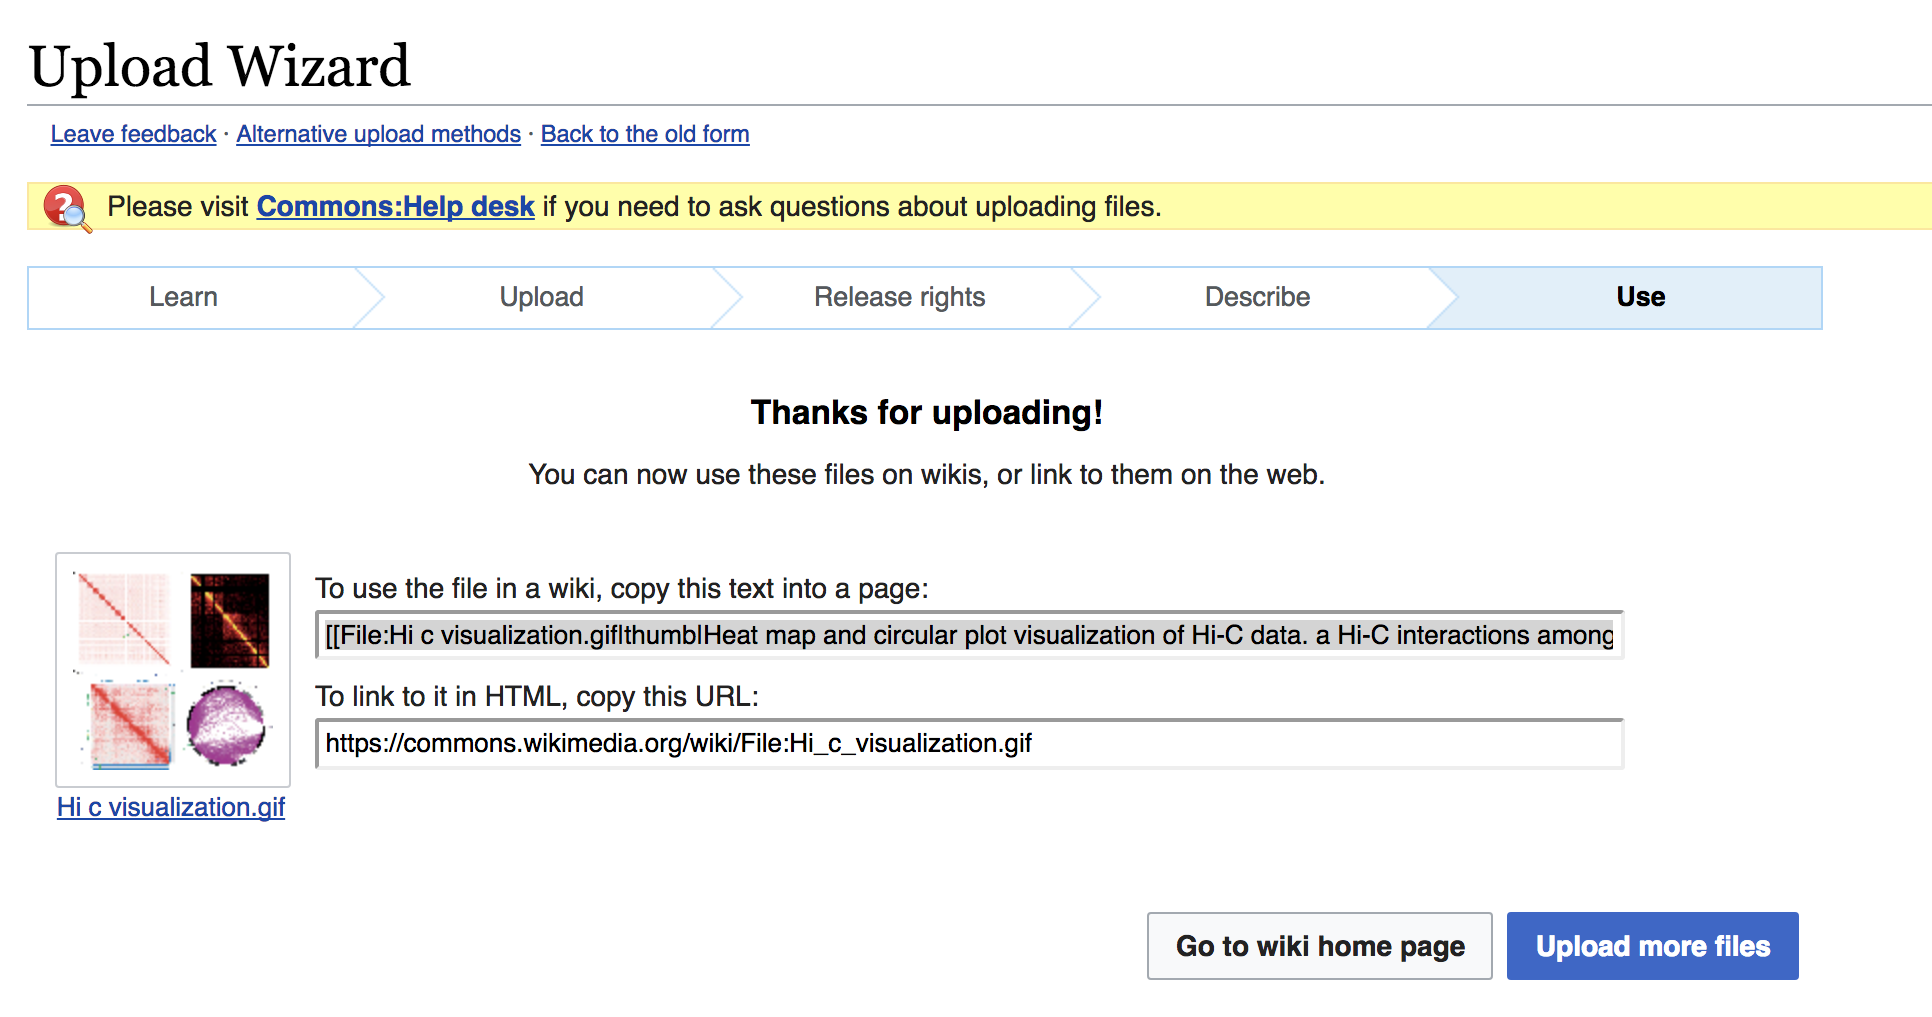 Upload Wizard
Leave feedback · Alternative upload methods · Back to the old form
Please visit Commons:Help desk if you need to ask questions about uploading files.
Learn
Upload
Release rights
Describe
Use
Thanks for uploading!
You can now use these files on wikis, or link to them on the web.
To use the file in a wiki, copy this text into a page:
[[File:Hi c visualization.gif|thumb|Heat map and circular plot visualization of Hi-C data. a Hi-C interactions among
To link to it in HTML, copy this URL:
https://commons.wikimedia.org/wiki/File:Hi_c_visualization.gif
Hi c visualization.gif
Go to wiki home page
Upload more files